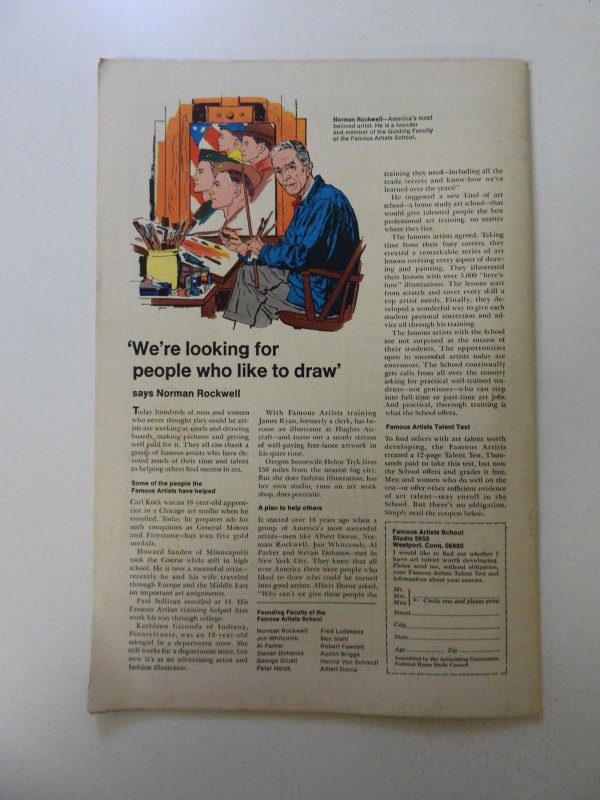 Norman Rockwell—America's most
beloved artist. He is a founder
and member of the Guiding Faculty
of the Famous Artists School.
'We're looking for
people who like to draw'
says Norman Rockwell
Today hundreds of men and women
who never thought they could be art-
ists are working at easels and drawing
boards, making pictures and getting
well paid for it. They all can thank a
group of famous artists who have de-
voted much of their time and talent
to helping others find success in art.
Some of the people the
Famous Artists have helped
Carl Kock was an 18-year-old appren-
tice in a Chicago art studio when he
enrolled. Today he prepares ads for
such companies as General Motors
and Firestone—has won five gold
medals.
Howard Sanden of Minneapolis
took the Course while still in high
school. He is now a successful artist—
recently he and his wife traveled
through Europe and the Middle East
on important art assignments.
Paul Sullivan enrolled at 14. His
Famous Artists training helped him
work his way through college.
Kathleen Gironda of Indiana,
Pennsylvania, was an 18-year-old
salesgirl in a department store. She
still works for a department store, but
now it's as an advertising artist and
fashion illustrator.
With Famous Artists training
James Ryan, formerly a clerk, has be-
come an illustrator at Hughes Air-
craft—and turns out a steady stream
of well-paying free-lance artwork in
his spare time.
Oregon housewife Helen Tryk lives
150 miles from the nearest big city.
But she does fashion illustration, has
her own studio, runs an art work
shop, does portraits.
A plan to help others
It started over 18 years ago when a
group of America's most successful
artists—men like Albert Dorne, Nor-
man Rockwell, Jon Whitcomb, Al
Parker and Stevan Dohanos—met in
New York City. They knew that all
over America there were people who
liked to draw who could be turned
into good artists. Albert Dorne asked,
"Why can't we give these people the
Founding Faculty of the
Famous Artists School
Norman Rockwell
Jon Whitcomb
Al Parker
Stevan Dohanos
George Giusti
Peter Helck
Fred Ludekens
Ben Stahl
Robert Fawcett
Austin Briggs
Harold Von Schmidt
Albert Dorne
training they need—including all the
trade secrets and know-how we've
learned over the years?"
He suggested a new kind of art
school—a home study art school—that
would give talented people the best
professional art training, no matter
where they live.
The famous artists agreed. Taking
time from their busy careers, they
created a remarkable series of art
lessons covering every aspect of draw-
ing and painting. They illustrated
their lessons with over 5,000 "here's-
how" illustrations. The lessons start
from scratch and cover every skill a
top artist needs. Finally, they de-
veloped a wonderful way to give each
student personal correction and ad-
vice all through his training.
The famous artists with the School
are not surprised at the success of
their students. The opportunities
open to successful artists today are
enormous. The School continually
gets calls from all over the country
asking for practical well-trained stu-
dents—not geniuses—who can step
into full-time or part-time art jobs.
And practical, thorough training is
what the School offers.
Famous Artists Talent Test
To find others with art talent worth
developing, the Famous Artists
created a 12-page Talent Test. Thou-
sands paid to take this test, but now
the School offers and grades it free.
Men and women who do well on the
test—or offer other sufficient evidence
of art talent—may enroll in the
School. But there's no obligation.
Simply mail the coupon below.
Famous Artists School
Studio 5655
Westport, Conn. 06880
I would like to find out whether I
have art talent worth developing.
Please send me, without obligation,
your Famous Artists Talent Test and
information about your courses.
Mr.
Mrs.
Miss
← Circle one and please print
Street
City
State
Age Zip
Accredited by the Accrediting Commission
National Home Study Council